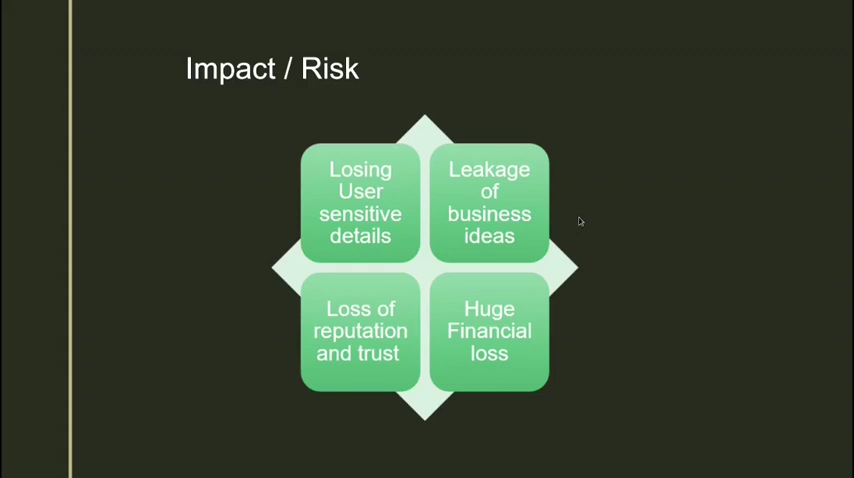 Impact / Risk
Losing
User
sensitive
details
Leakage
of
business
ideas
Loss of
reputation
and trust
Huge
Financial
loss